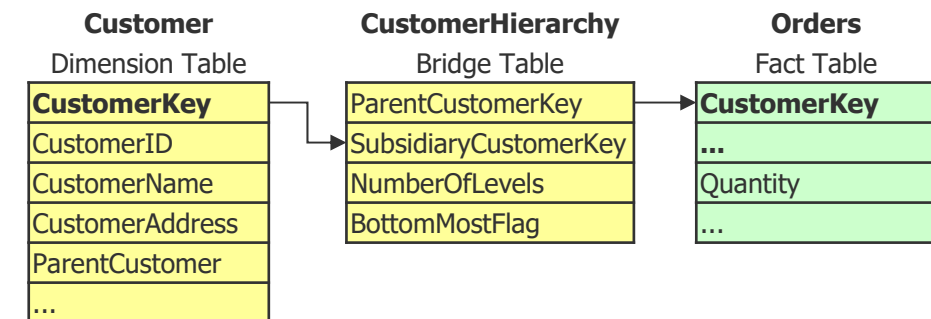 Customer
Dimension Table
CustomerKey
CustomerID
CustomerName
CustomerAddress
ParentCustomer
...
CustomerHierarchy
Bridge Table
ParentCustomerKey
SubsidiaryCustomerKey
NumberOfLevels
BottomMostFlag
Orders
Fact Table
CustomerKey
...
Quantity
...